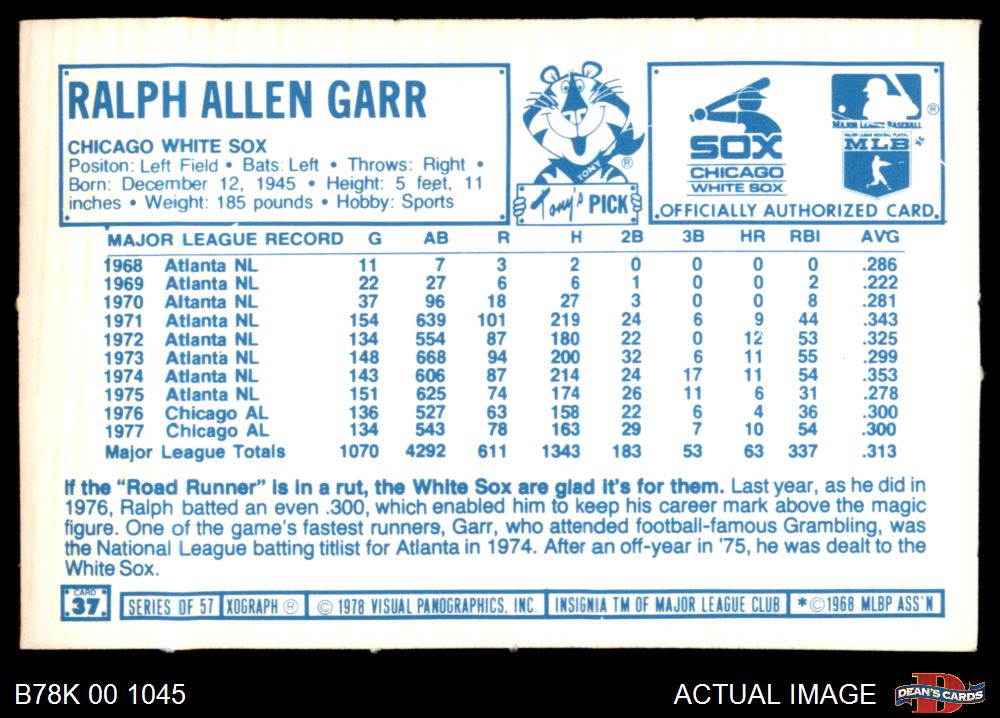 RALPH ALLEN GARR
CHICAGO WHITE SOX
Positon: Left Field • Bats: Left • Throws: Right •
Born: December 12, 1945 • Height: 5 feet, 11
inches • Weight: 185 pounds • Hobby: Sports
TONY ®
Tony's PICK
SOX
CHICAGO
WHITE SOX
®
MAJOR LEAGUE BASEBALL
MAJOR LEAGUE BASEBALL PLAYERS
MLB *
OFFICIALLY AUTHORIZED CARD.
MAJOR LEAGUE RECORD G AB R H 2B 3B HR RBI AVG
1968 Atlanta NL 11 7 3 2 0 0 0 0 .286
1969 Atlanta NL 22 27 6 6 1 0 0 2 .222
1970 Altanta NL 37 96 18 27 3 0 0 8 .281
1971 Atlanta NL 154 639 101 219 24 6 9 44 .343
1972 Atlanta NL 134 554 87 180 22 0 12 53 .325
1973 Atlanta NL 148 668 94 200 32 6 11 55 .299
1974 Atlanta NL 143 606 87 214 24 17 11 54 .353
1975 Atlanta NL 151 625 74 174 26 11 6 31 .278
1976 Chicago AL 136 527 63 158 22 6 4 36 .300
1977 Chicago AL 134 543 78 163 29 7 10 54 .300
Major League Totals 1070 4292 611 1343 183 53 63 337 .313
If the "Road Runner" is in a rut, the White Sox are glad it's for them. Last year, as he did in
1976, Ralph batted an even .300, which enabled him to keep his career mark above the magic
figure. One of the game's fastest runners, Garr, who attended football-famous Grambling, was
the National League batting titlist for Atlanta in 1974. After an off-year in '75, he was dealt to the
White Sox.
CARD
37
SERIES OF 57 XOGRAPH ® © 1978 VISUAL PANOGRAPHICS, INC. INSIGNIA TM OF MAJOR LEAGUE CLUB *©1968 MLBP ASS'N
B78K 00 1045
ACTUAL IMAGE
D
DEAN'S CARDS